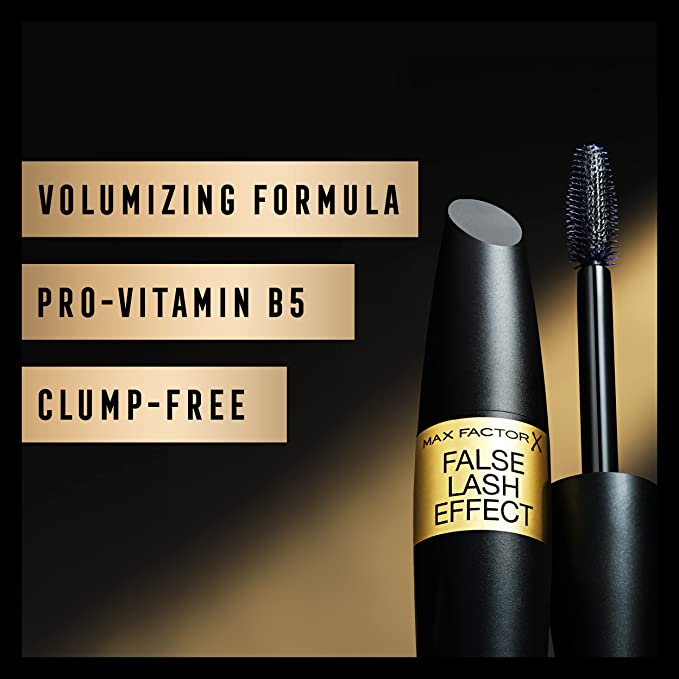 VOLUMIZING FORMULA
PRO-VITAMIN B5
CLUMP-FREE
MAX FACTOR X
FALSE
LASH
EFFECT